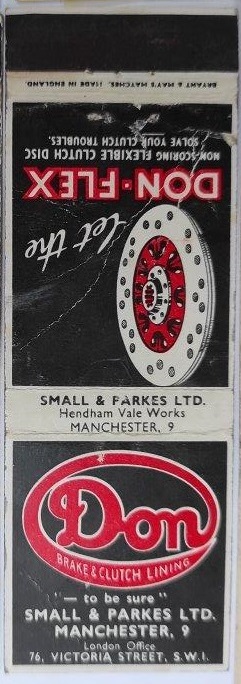 BRYANT & MAY'S MATCHES. MADE IN ENGLAND.
let the
DON-FLEX
NON-SCORING FLEXIBLE CLUTCH DISC
SOLVE YOUR CLUTCH TROUBLES.
SMALL & PARKES LTD.
Hendham Vale Works
MANCHESTER, 9
Don
BRAKE & CLUTCH LINING
"— to be sure"
SMALL & PARKES LTD.
MANCHESTER, 9
London Office
76, VICTORIA STREET, S.W.I.